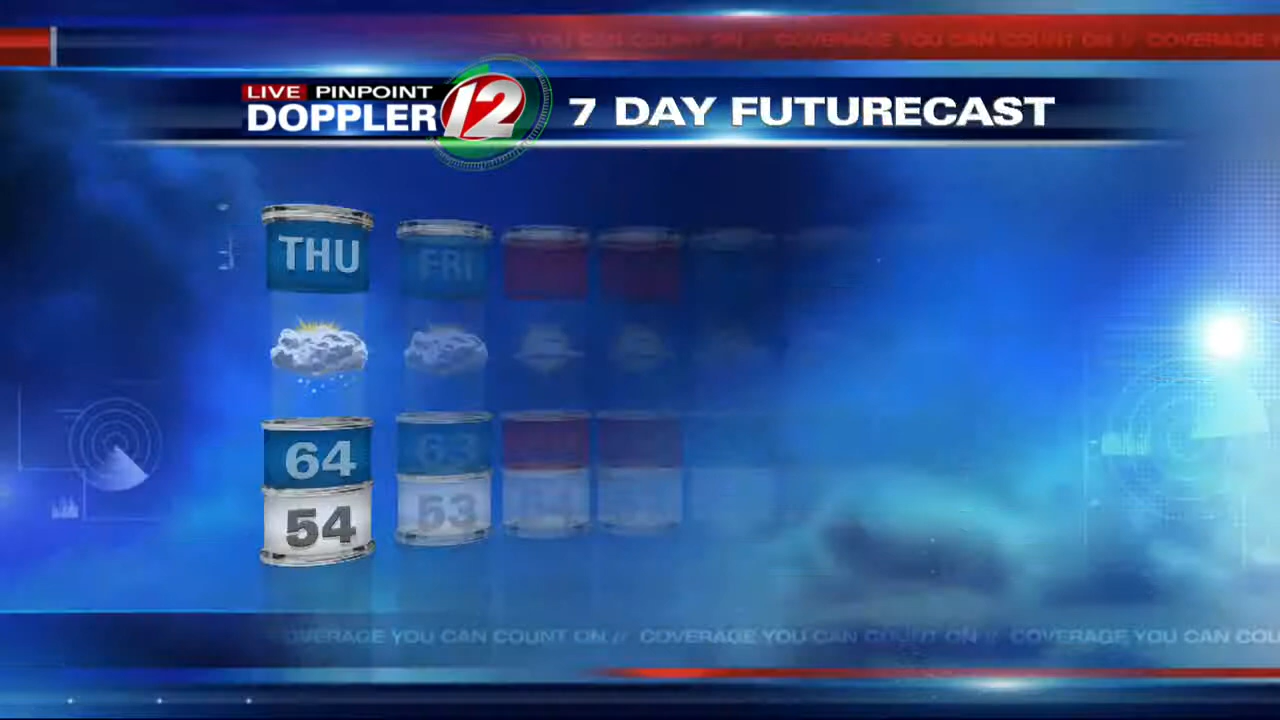 YOU CAN COUNT ON // COVERAGE YOU CAN COUNT ON // COVERAGE
LIVE PINPOINT
DOPPLER 12
7 DAY FUTURECAST
THU FRI
64 63
54 53
COVERAGE YOU CAN COUNT ON // COVERAGE YOU CAN COUNT ON // COVERAGE YOU CAN COU